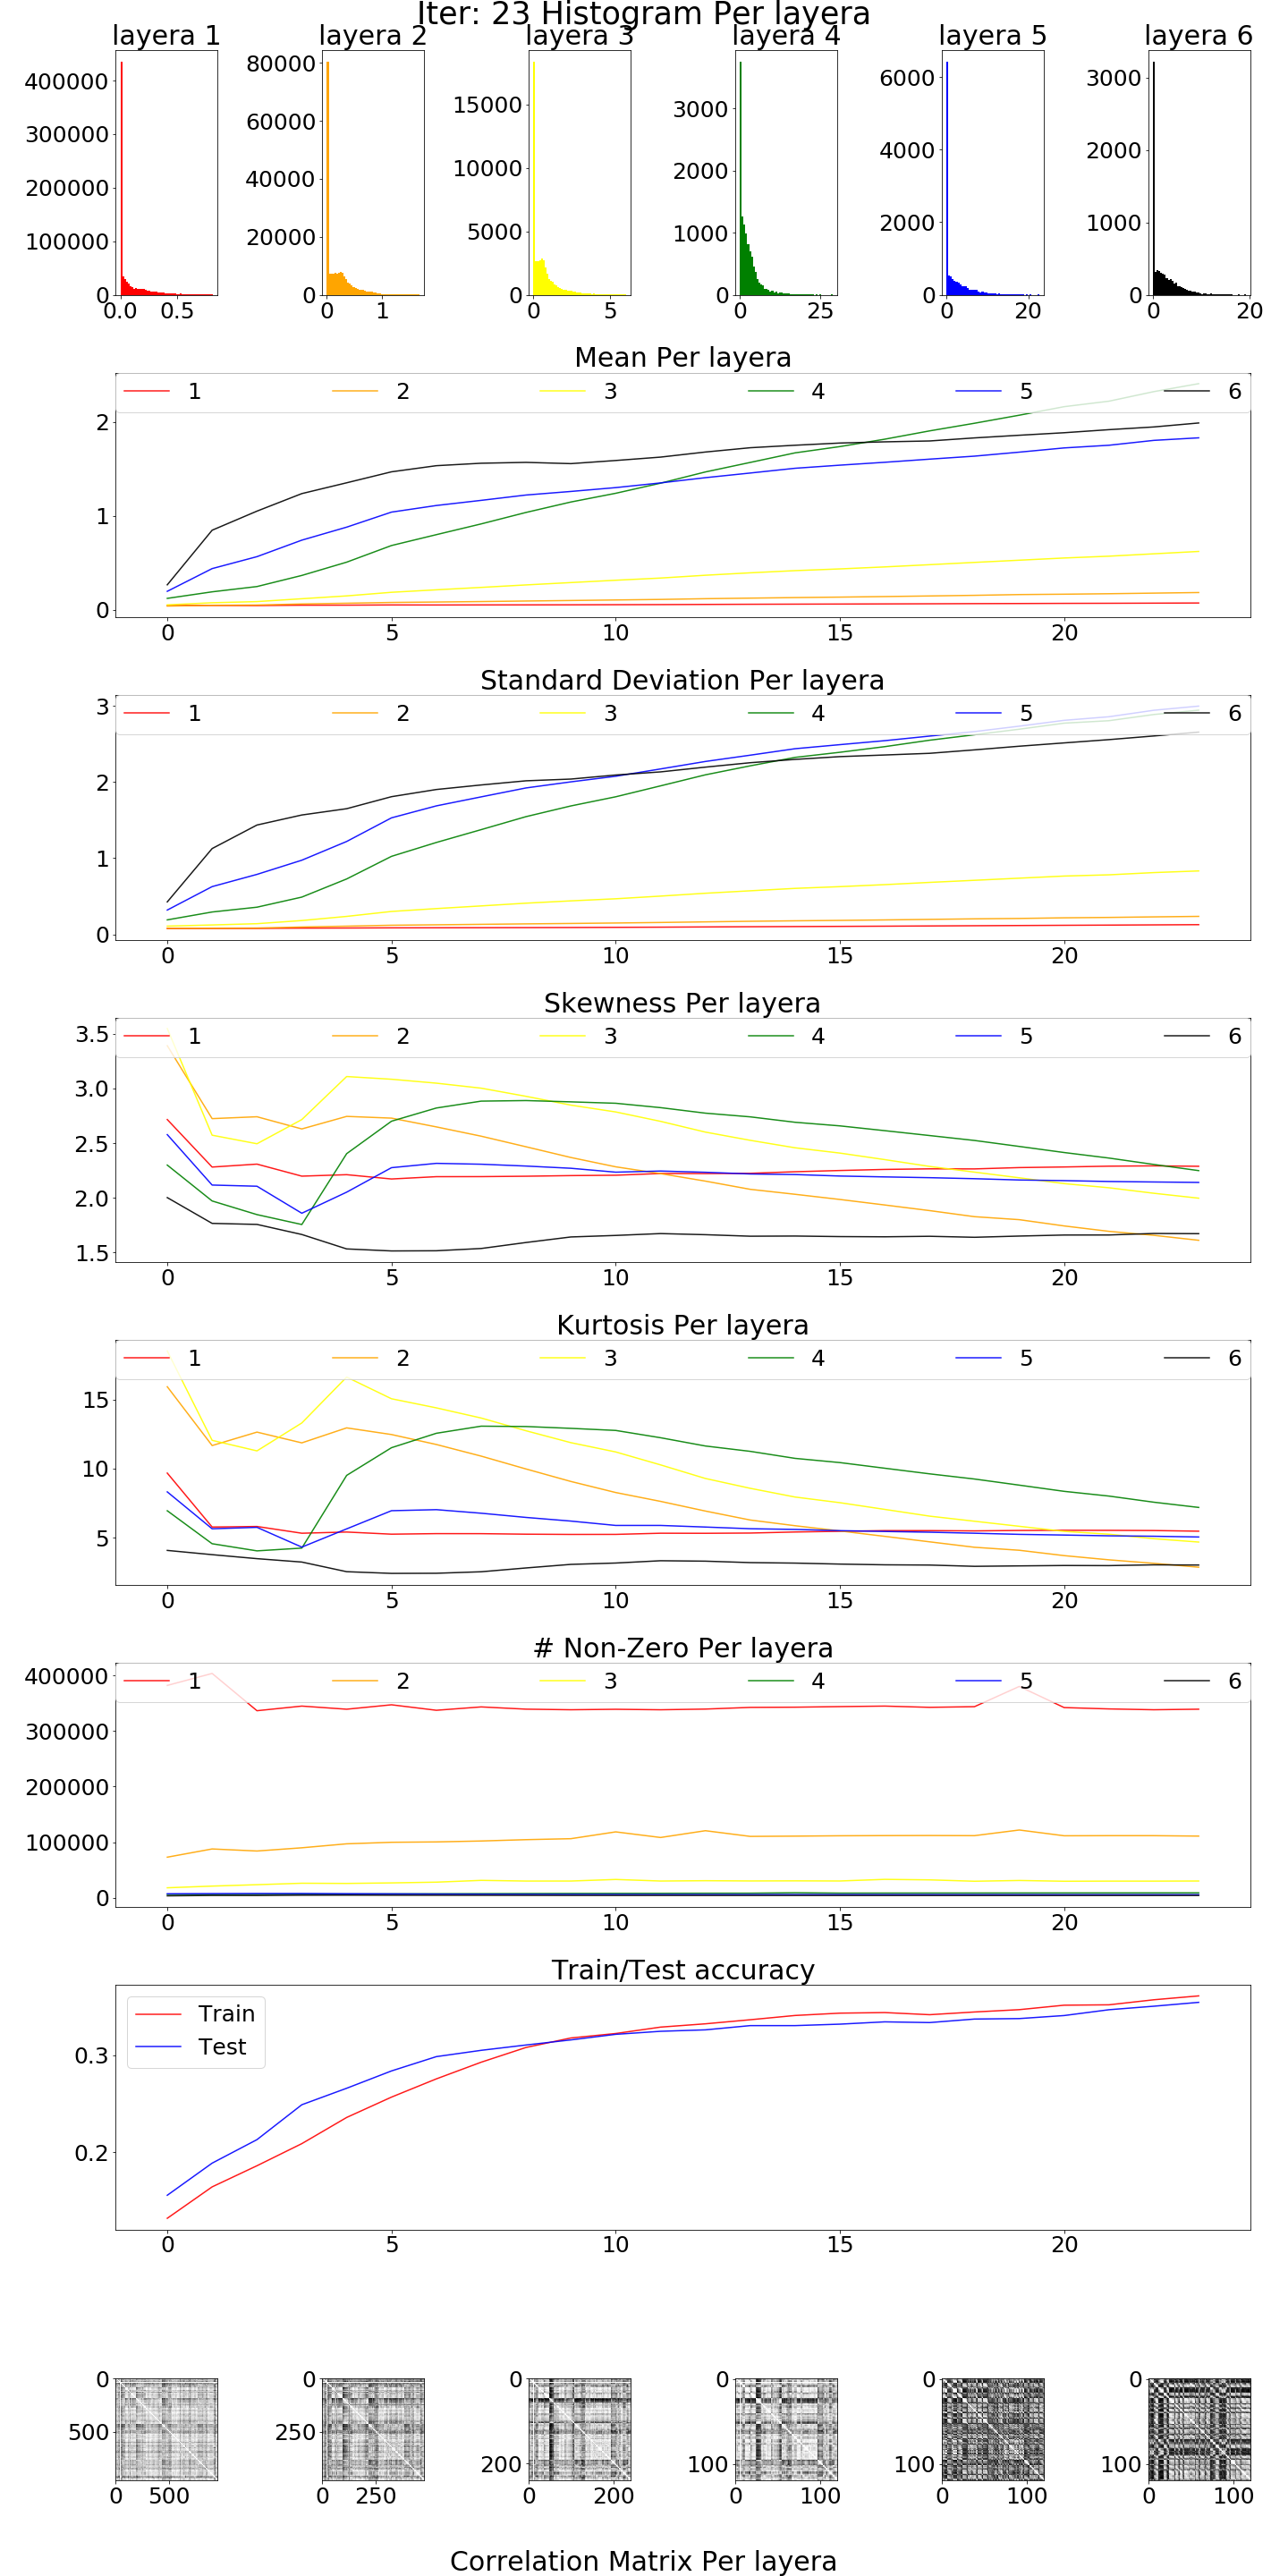 Iter: 23 Histogram Per layera
layera 1 layera 2 layera 3 layera 4 layera 5 layera 6
400000 300000 200000 100000 0
0.0 0.5
80000 60000 40000 20000 0
0 1
15000 10000 5000 0
0 5
3000 2000 1000 0
0 25
6000 4000 2000 0
0 20
3000 2000 1000 0
0 20
Mean Per layera
1 2 3 4 5 6
2
1
0
0 5 10 15 20
Standard Deviation Per layera
1 2 3 4 5 6
3
2
1
0
0 5 10 15 20
Skewness Per layera
1 2 3 4 5 6
3.5
3.0
2.5
2.0
1.5
0 5 10 15 20
Kurtosis Per layera
1 2 3 4 5 6
15
10
5
0 5 10 15 20
# Non-Zero Per layera
1 2 3 4 5 6
400000
300000
200000
100000
0
0 5 10 15 20
Train/Test accuracy
Train
Test
0.3
0.2
0 5 10 15 20
0 500
0 500
0 250
0 250
0 200
0 200
0 100
0 100
0 100
0 100
0 100
0 100
Correlation Matrix Per layera